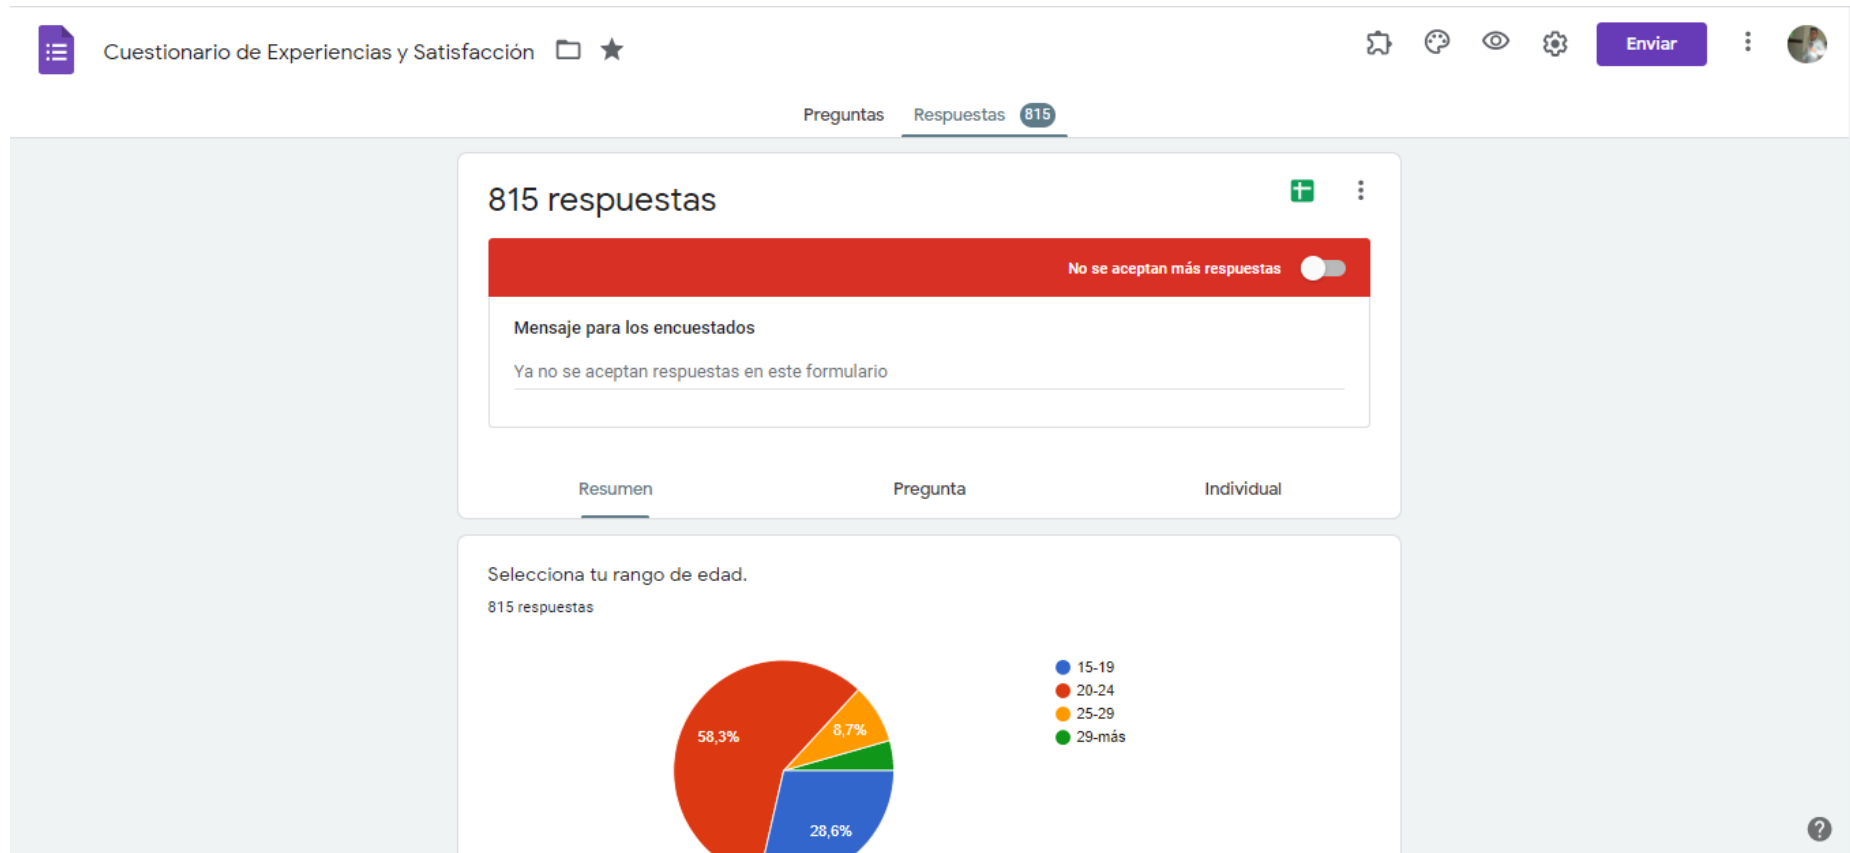 Cuestionario de Experiencias y Satisfacción
Enviar
Preguntas Respuestas 815
815 respuestas
No se aceptan más respuestas
Mensaje para los encuestados
Ya no se aceptan respuestas en este formulario
Resumen Pregunta Individual
Selecciona tu rango de edad.
815 respuestas
15-19
20-24
25-29
29-más
58,3%
8,7%
28,6%